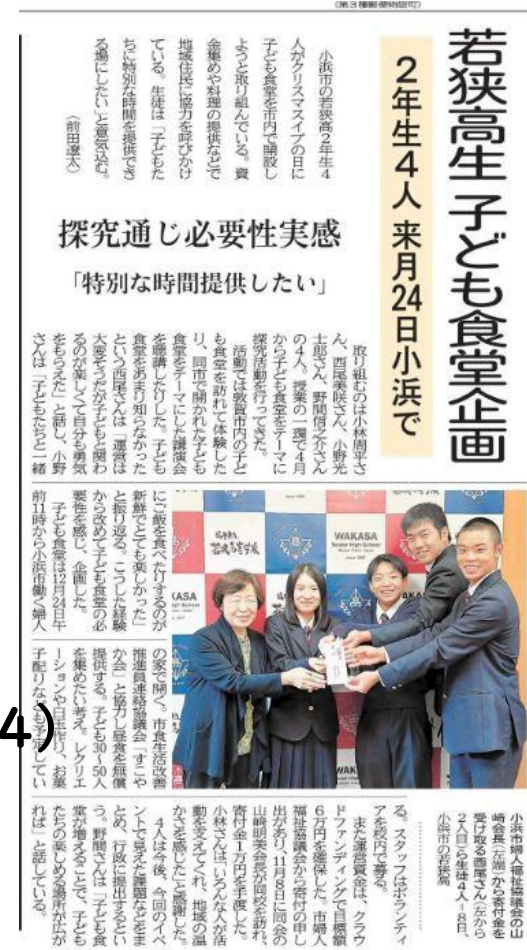 (第3種郵便物認可)
若狭高生 子ども食堂企画
2年生4人 来月24日小浜で
小浜市の若狭高2年生4
人がクリスマスイブの日に
子ども食堂を市内で開設し
ようと取り組んでいる。資
金集めや料理の提供などで
地域住民に協力を呼びかけ
ている。生徒は「子どもた
ちに特別な時間を提供でき
る場にしたい」と意気込む。
(前田遼太)
探究通じ必要性実感
「特別な時間提供したい」
取り組むのは小林周平さ
ん、西尾美咲さん、小野光
士郎さん、野間信之介さん
の4人。授業の一環で4月
から子ども食堂をテーマに
探究活動を行ってきた。
活動では敦賀市内の子ど
も食堂を訪れて体験した
り、同市で開かれた子ども
食堂をテーマにした講演会
を聴講したりした。子ども
食堂をあまり知らなかった
という西尾さんは「運営は
大変そうだが子どもと関わ
るのが楽しくて自分も勇気
をもらえた」と話し、小野
さんは「子どもたちと一緒
にご飯を食べたりするのが
新鮮でとても楽しかった」
と振り返る。こうした経験
から改めて子ども食堂の必
要性を感じ、企画した。
子ども食堂は12月24日午
前11時から小浜市働く婦人
の家で開く。市食生活改善
推進員連絡協議会「すこや
か会」と協力し昼食を無償
提供する。子ども30〜50人
を集めたい考え。レクリエ
ーションや白玉作り、お菓
子配りなども予定してい
る。スタッフはボランティ
アを校内で募る。
また運営資金は、クラウ
ドファンディングで目標額
6万円を確保した。市婦人
福祉協議会から寄付の申し
出があり、11月8日に同会の
山崎明美会長が同校を訪れ、
寄付金1万円を手渡した。
小林さんは「いろんな大人が活
動を支えてくれ、地域の温
かさを感じた」と感謝した。
4人は今後、今回のイベ
ントで見えた課題などをま
とめ、行政に提出するとい
う。野間さんは「子ども食
堂が増えることで、子ども
たちの楽しめる場所が広が
れば」と話している。
WAKASA
Senior High School
since 1897
若狭高等学校
WAKASA
小浜市婦人福祉協議会の山
崎会長(左端)から寄付金を
受け取る西尾さん(左から
2人目)ら生徒4人=8日、
小浜市の若狭高
4)